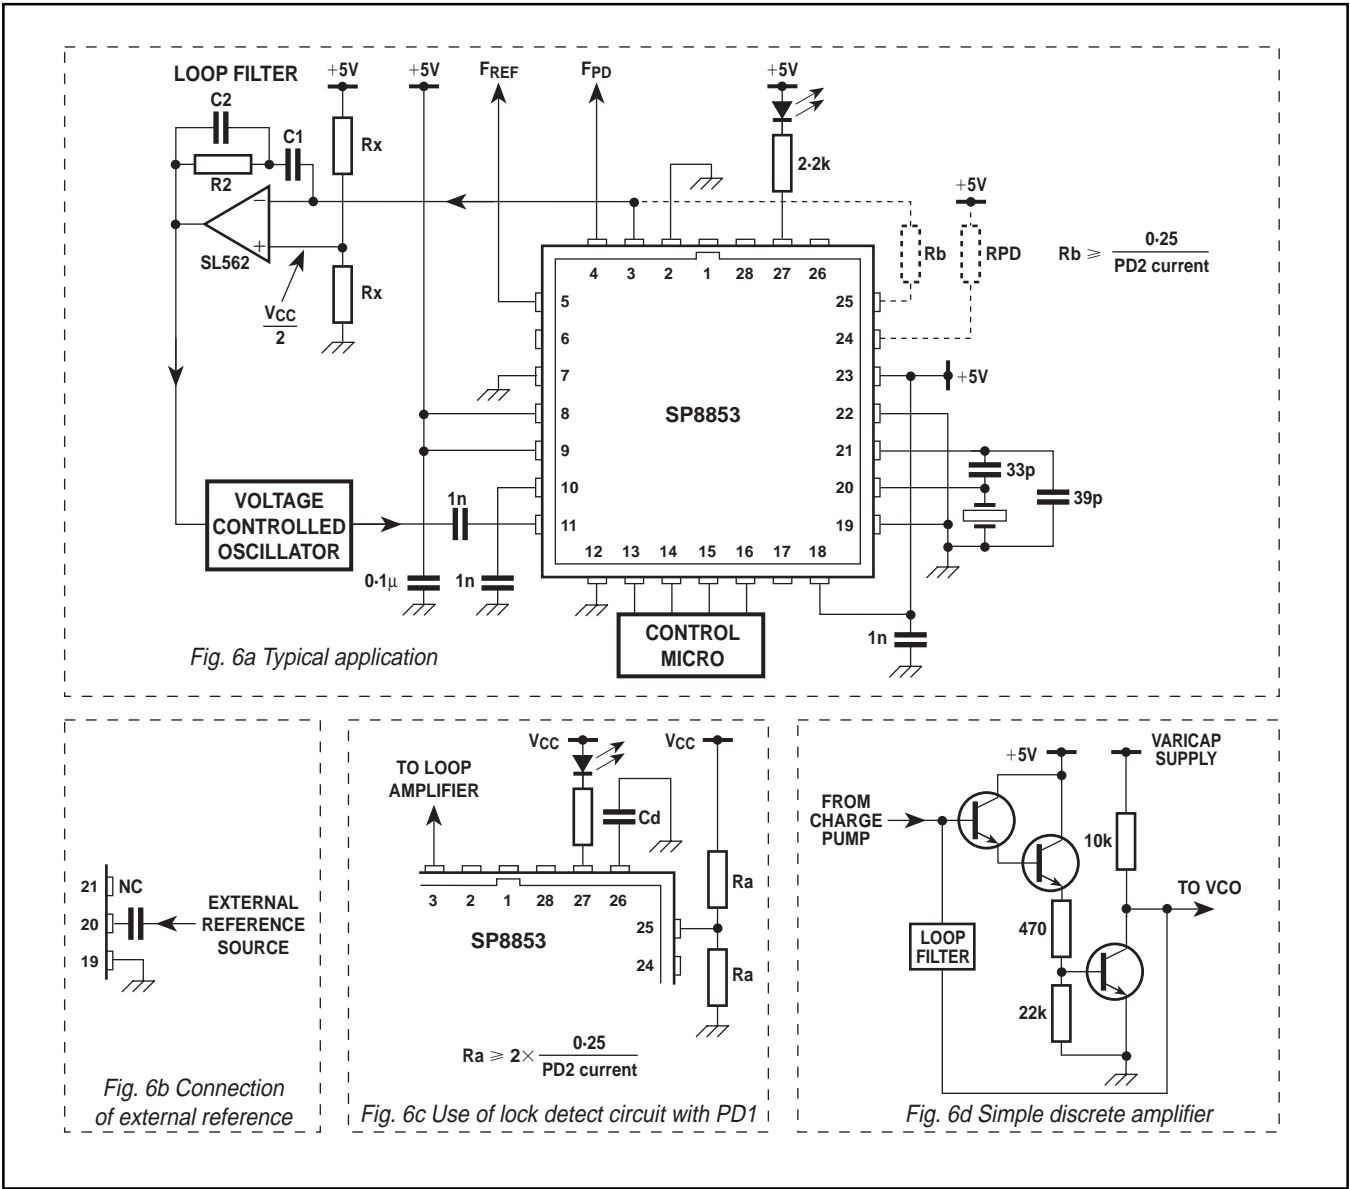 LOOP FILTER
+5V
+5V
FREF
FPD
+5V
C2
C1
Rx
R2
2·2k
+5V
−
+
SL562
Rx
VCC
2
Rb
RPD
Rb ⩾ 0·25
PD2 current
4 3 2 1 28 27 26
5
6
7
8
9
10
11
25
24
23
22
21
20
19
+5V
SP8853
33p
39p
12 13 14 15 16 17 18
VOLTAGE
CONTROLLED
OSCILLATOR
1n
0·1µ
1n
CONTROL
MICRO
1n
Fig. 6a Typical application
21
NC
20
19
EXTERNAL
REFERENCE
SOURCE
Fig. 6b Connection
of external reference
VCC
VCC
TO LOOP
AMPLIFIER
Cd
Ra
3 2 1 28 27 26
25
24
SP8853
Ra
Ra ⩾ 2× 0·25
PD2 current
Fig. 6c Use of lock detect circuit with PD1
+5V
VARICAP
SUPPLY
FROM
CHARGE
PUMP
10k
TO VCO
470
LOOP
FILTER
22k
Fig. 6d Simple discrete amplifier